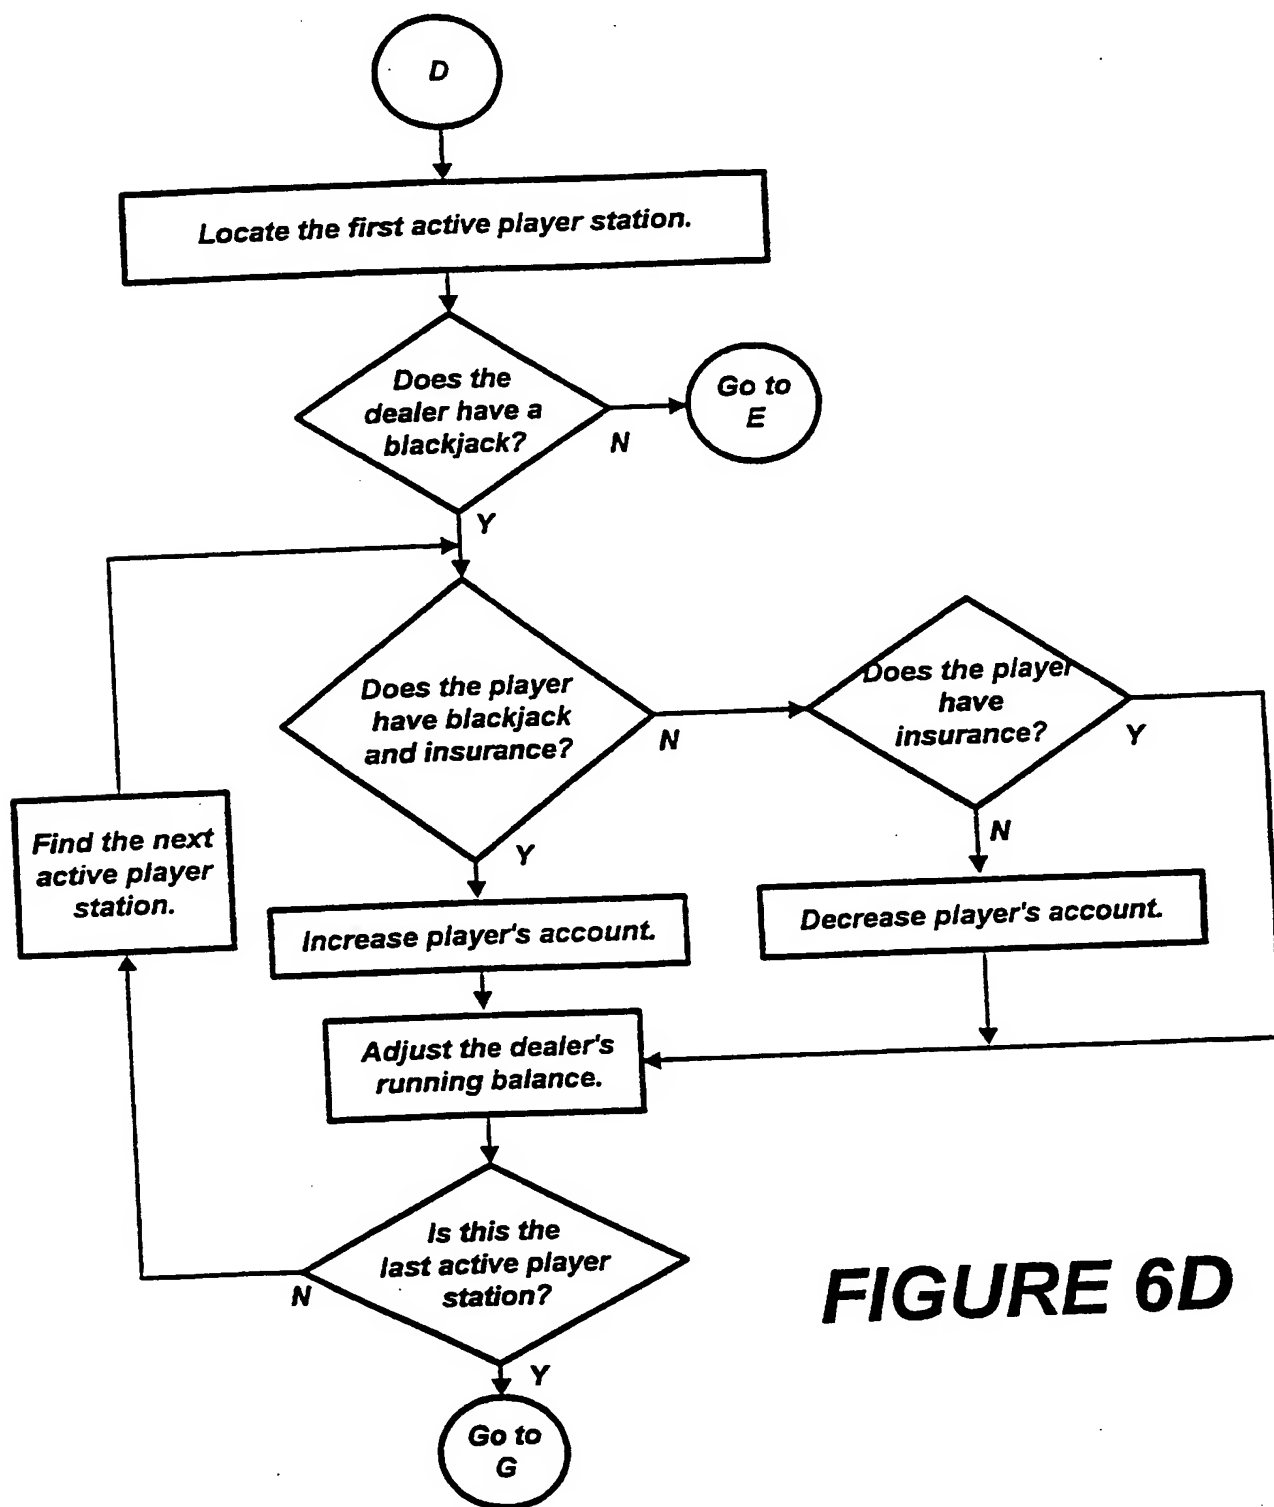 D
Locate the first active player station.
Does the
dealer have a
blackjack?
N
Go to
E
Y
Does the player
have blackjack
and insurance?
N
Does the player
have
insurance?
Y
N
Y
Find the next
active player
station.
Increase player's account.
Decrease player's account.
Adjust the dealer's
running balance.
Is this the
last active player
station?
N
Y
Go to
G
FIGURE 6D